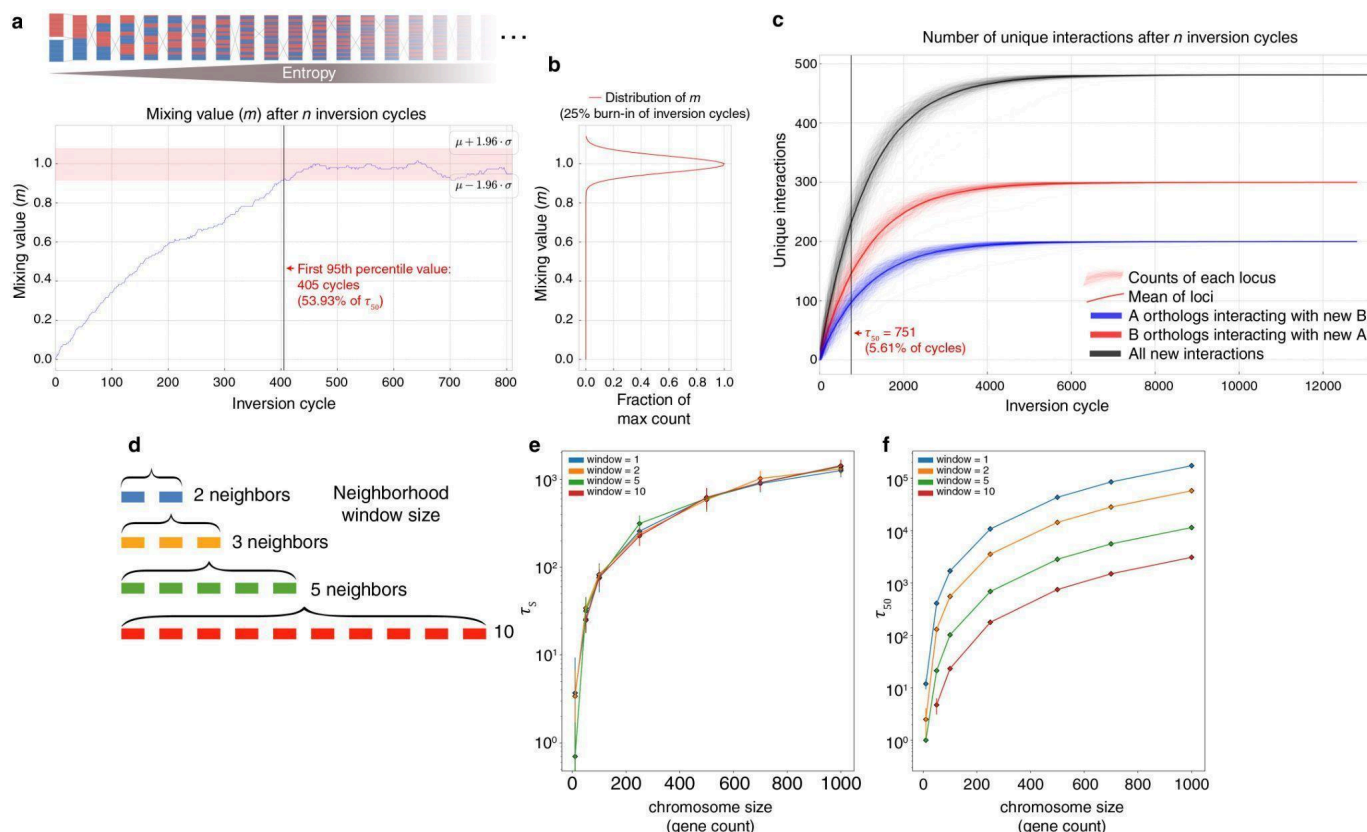 a
Entropy
...
Mixing value (m) after n inversion cycles
μ + 1.96 · σ
μ − 1.96 · σ
Mixing value (m)
1.0
0.8
0.6
0.4
0.2
0.0
First 95th percentile value:
405 cycles
(53.93% of τ50)
0 100 200 300 400 500 600 700 800
Inversion cycle
b
Distribution of m
(25% burn-in of inversion cycles)
Mixing value (m)
1.0
0.8
0.6
0.4
0.2
0.0
0.0 0.2 0.4 0.6 0.8 1.0
Fraction of
max count
c
Number of unique interactions after n inversion cycles
Unique interactions
500
400
300
200
100
0
τ50 = 751
(5.61% of cycles)
Counts of each locus
Mean of loci
A orthologs interacting with new B
B orthologs interacting with new A
All new interactions
0 2000 4000 6000 8000 10000 12000
Inversion cycle
d
2 neighbors
Neighborhood
window size
3 neighbors
5 neighbors
10
e
window = 1
window = 2
window = 5
window = 10
τS
10³
10²
10¹
10⁰
0 200 400 600 800 1000
chromosome size
(gene count)
f
window = 1
window = 2
window = 5
window = 10
τ50
10⁵
10⁴
10³
10²
10¹
10⁰
0 200 400 600 800 1000
chromosome size
(gene count)